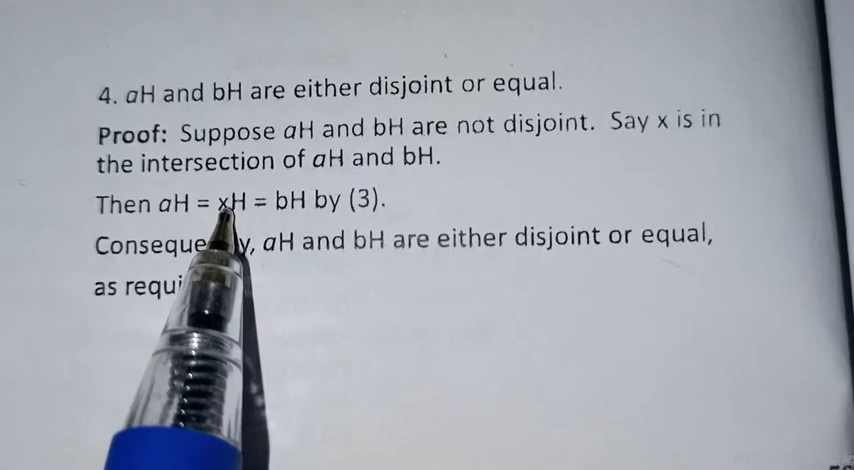 4. aH and bH are either disjoint or equal.
Proof: Suppose aH and bH are not disjoint. Say x is in
the intersection of aH and bH.
Then aH = xH = bH by (3).
Conseque y, aH and bH are either disjoint or equal,
as requi